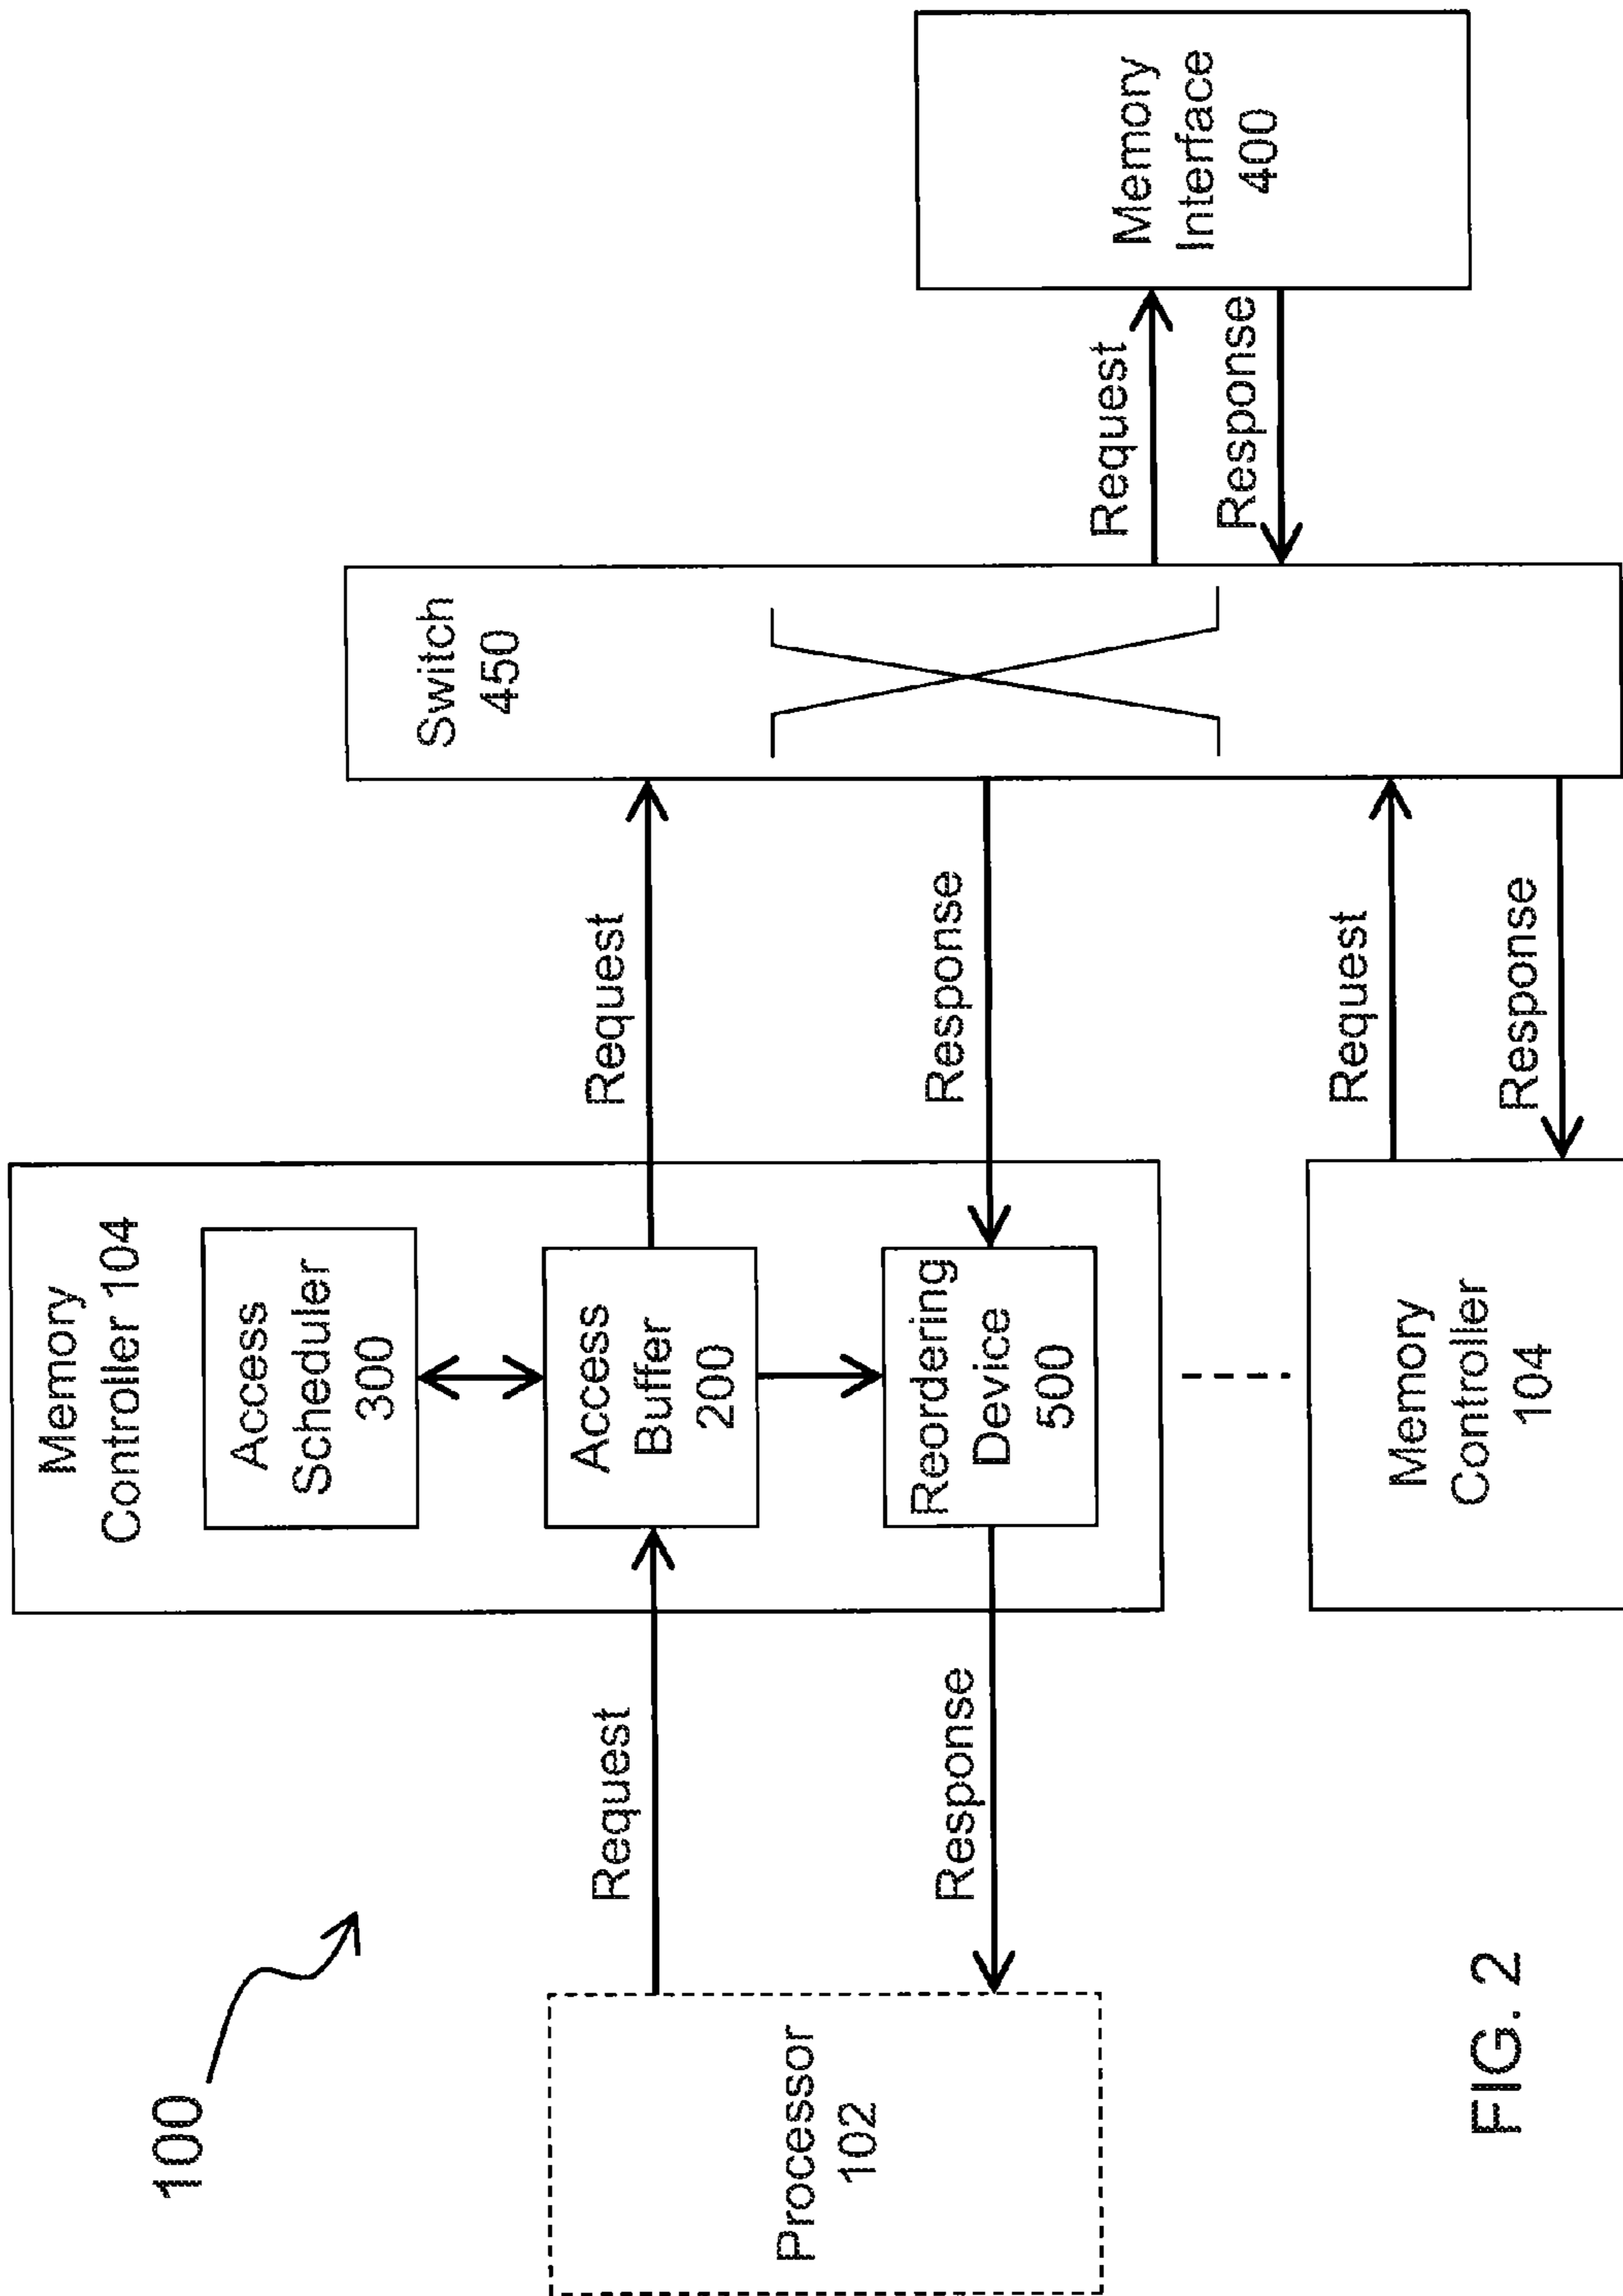 100
Processor
102
Request
Response
Memory
Controller 104
Access
Scheduler
300
Access
Buffer
200
Reordering
Device
500
Request
Response
Memory
Controller
104
Request
Response
Switch
450
Request
Response
Memory
Interface
400
FIG. 2